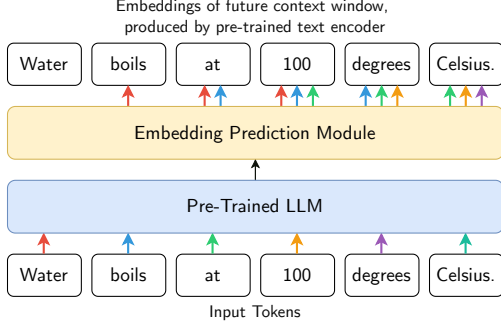 Embeddings of future context window,
produced by pre-trained text encoder
Water boils at 100 degrees Celsius.
Embedding Prediction Module
Pre-Trained LLM
Water boils at 100 degrees Celsius.
Input Tokens